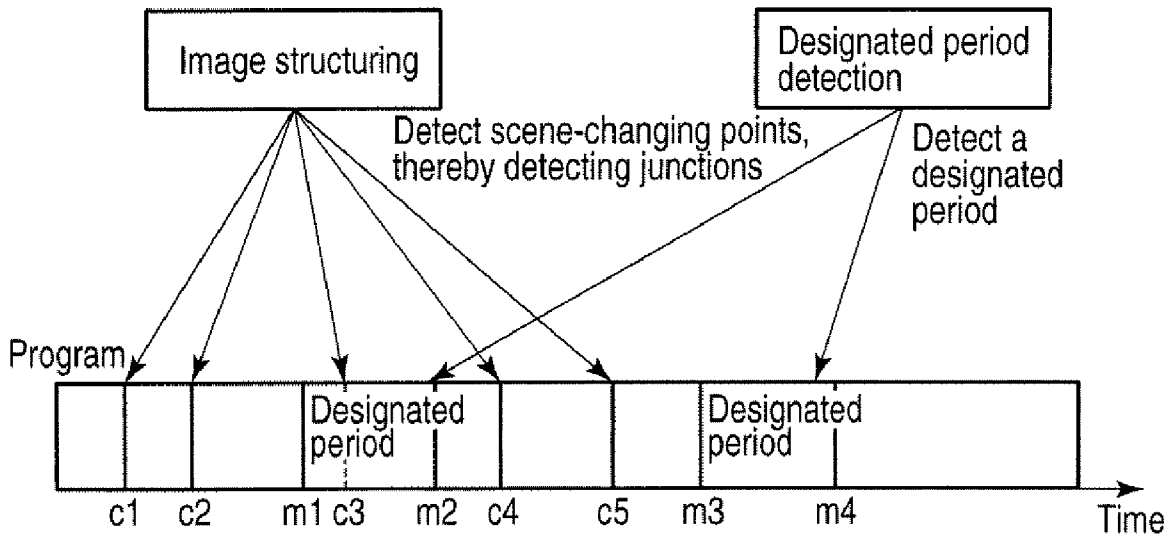 Image structuring
Designated period
detection
Detect scene-changing points,
thereby detecting junctions
Detect a
designated
period
Program
Designated
period
Designated
period
c1 c2 m1 c3 m2 c4 c5 m3 m4
Time